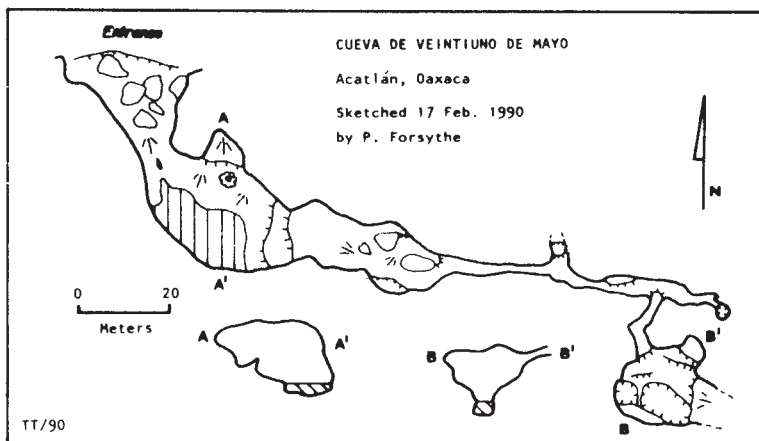 Entrance
CUEVA DE VEINTIUNO DE MAYO
Acatlán, Oaxaca
Sketched 17 Feb. 1990
by P. Forsythe
A
N
A'
0 20
Meters
A A'
B B'
B'
B
TT/90